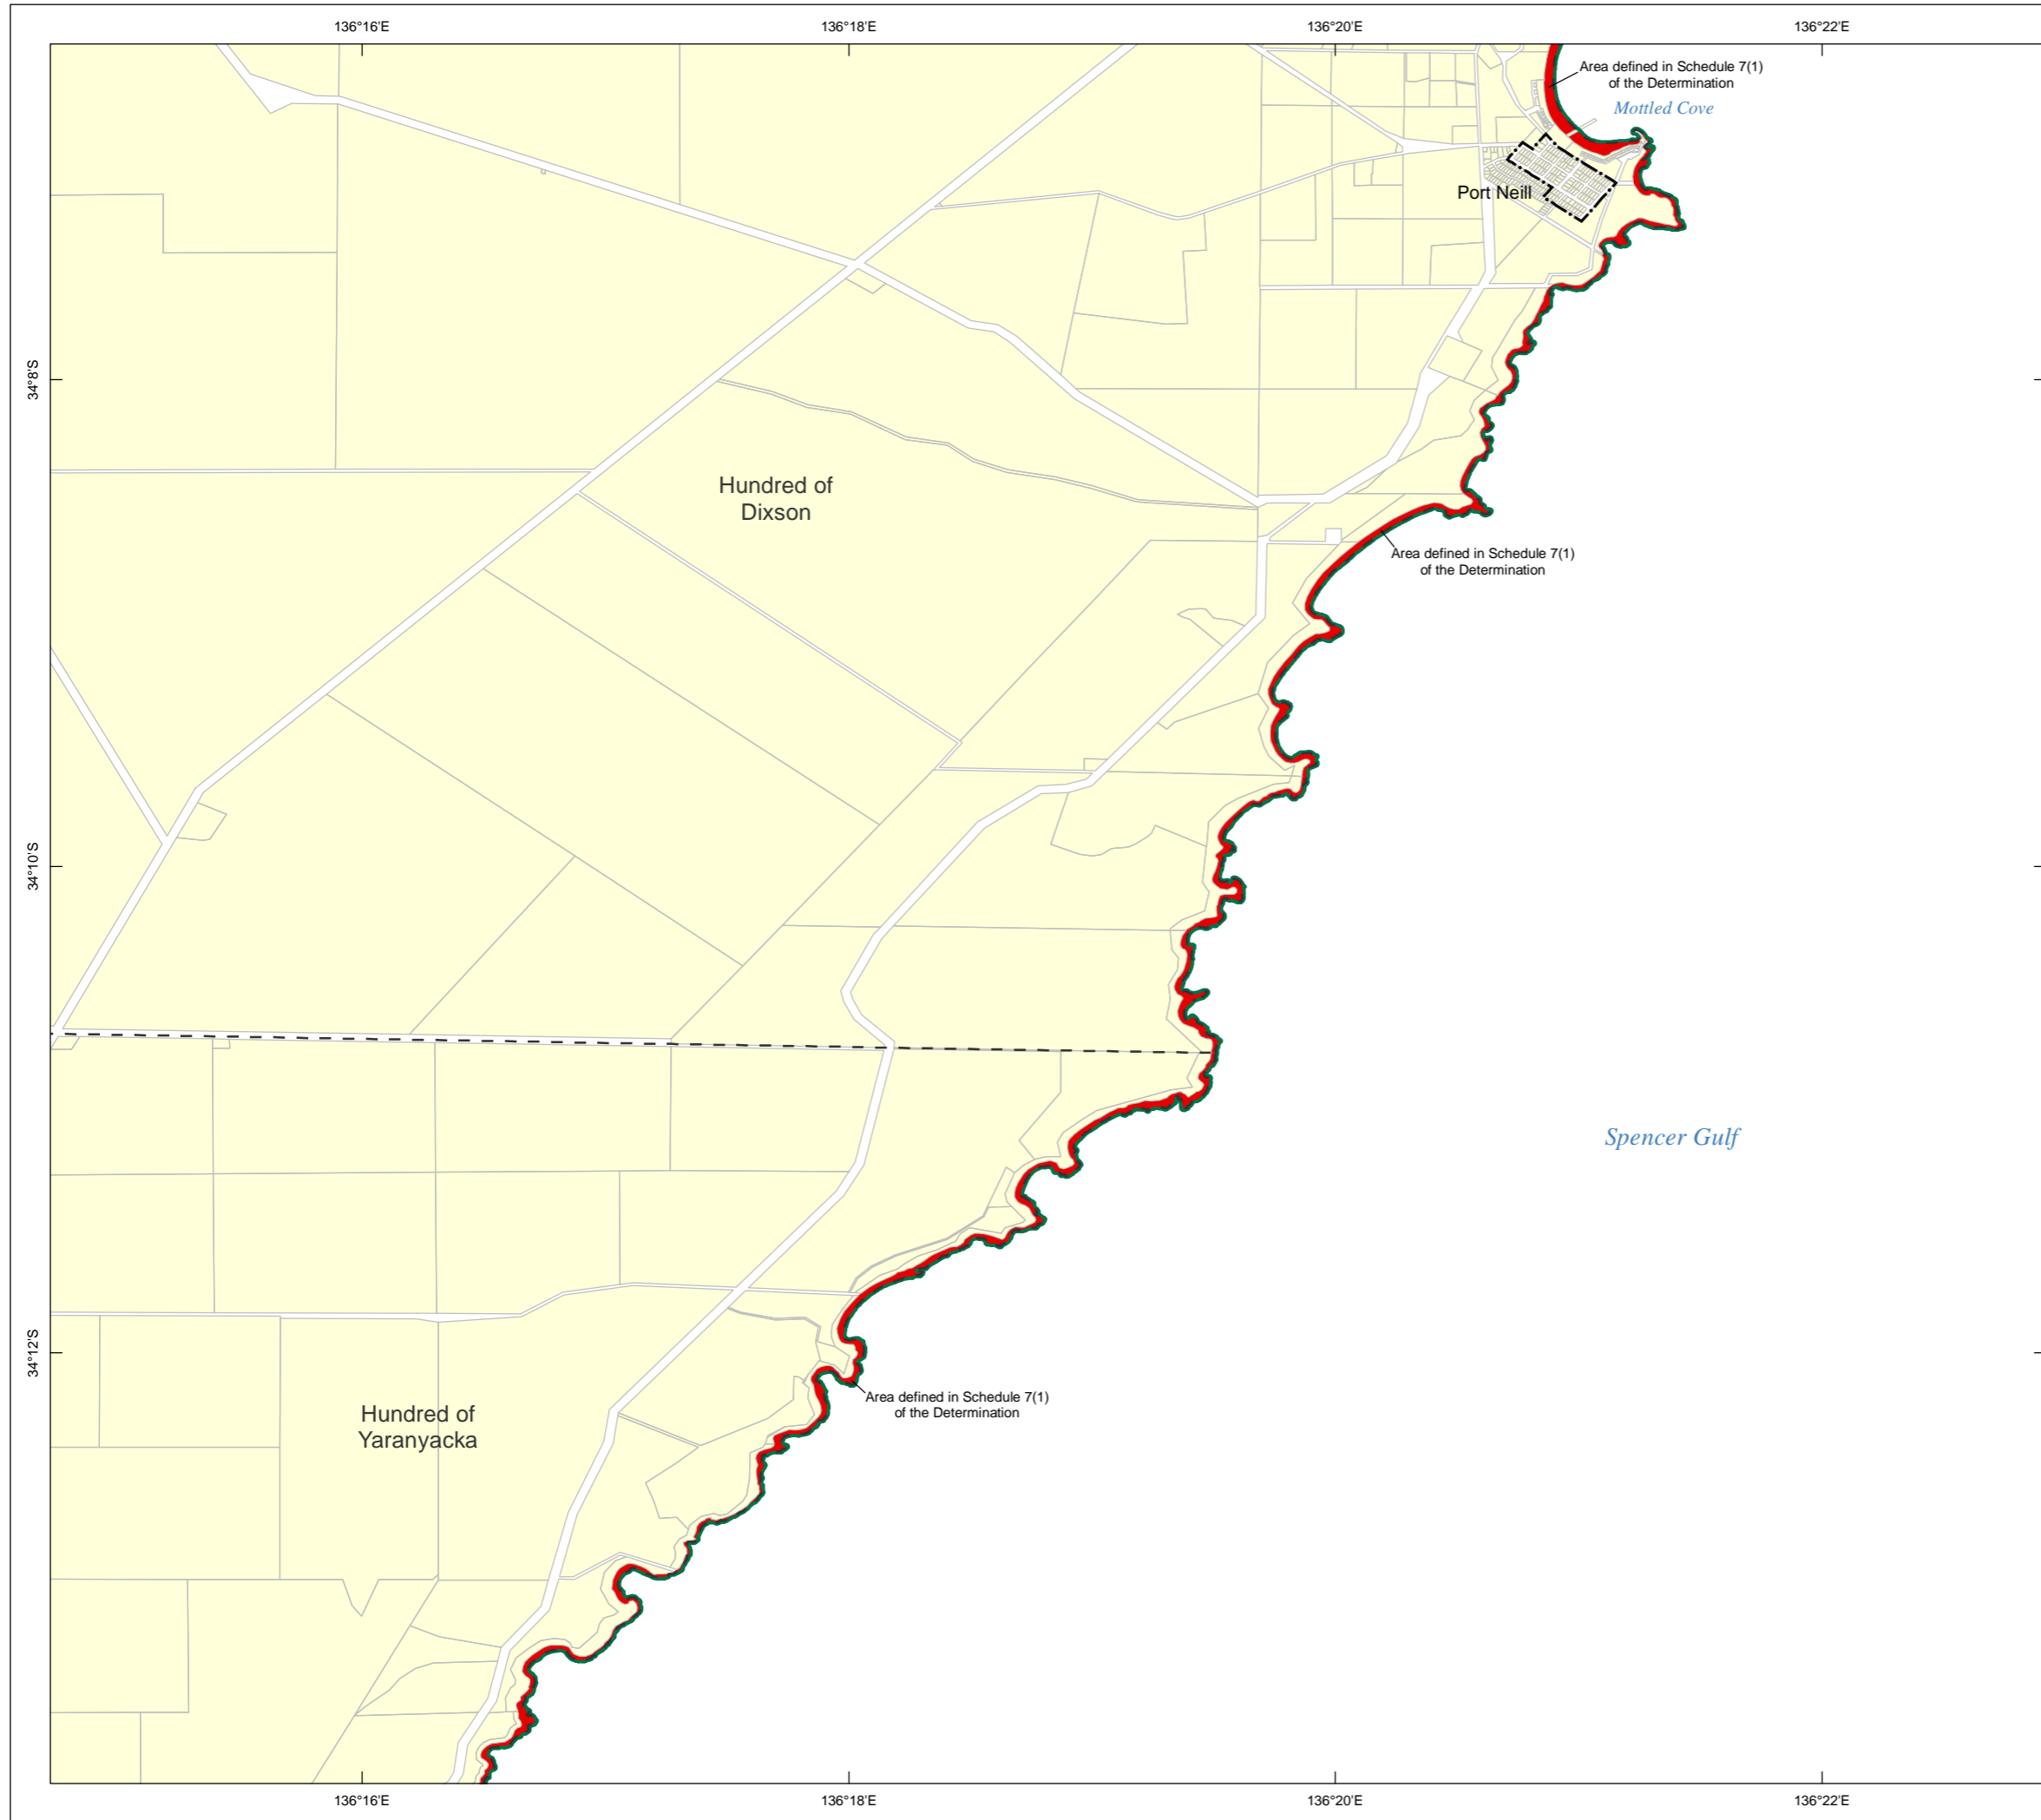 136°16'E
136°18'E
136°20'E
136°22'E
Area defined in Schedule 7(1)
of the Determination
Mottled Cove
Port Neill
34°8'S
Hundred of
Dixson
Area defined in Schedule 7(1)
of the Determination
34°10'S
Spencer Gulf
34°12'S
Area defined in Schedule 7(1)
of the Determination
Hundred of
Yaranyacka
136°16'E
136°18'E
136°20'E
136°22'E